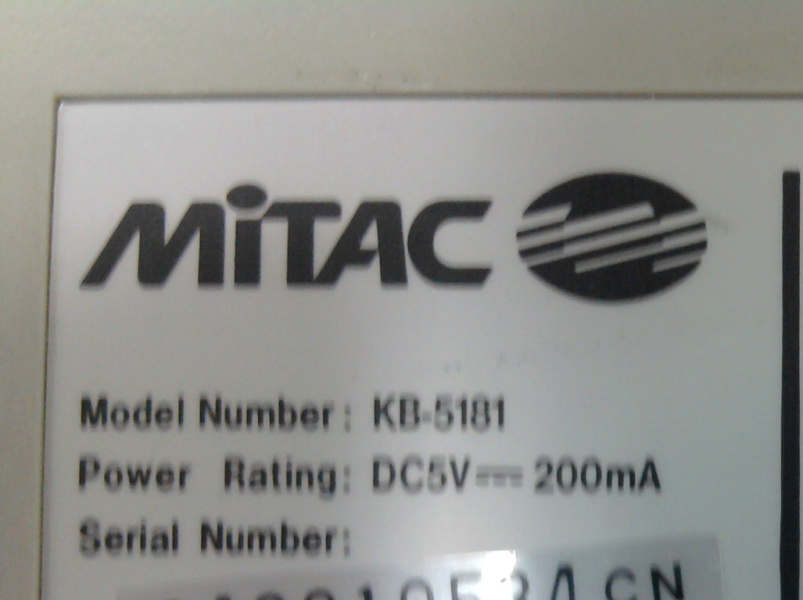 MiTAC
Model Number: KB-5181
Power Rating: DC5V⎓200mA
Serial Number: